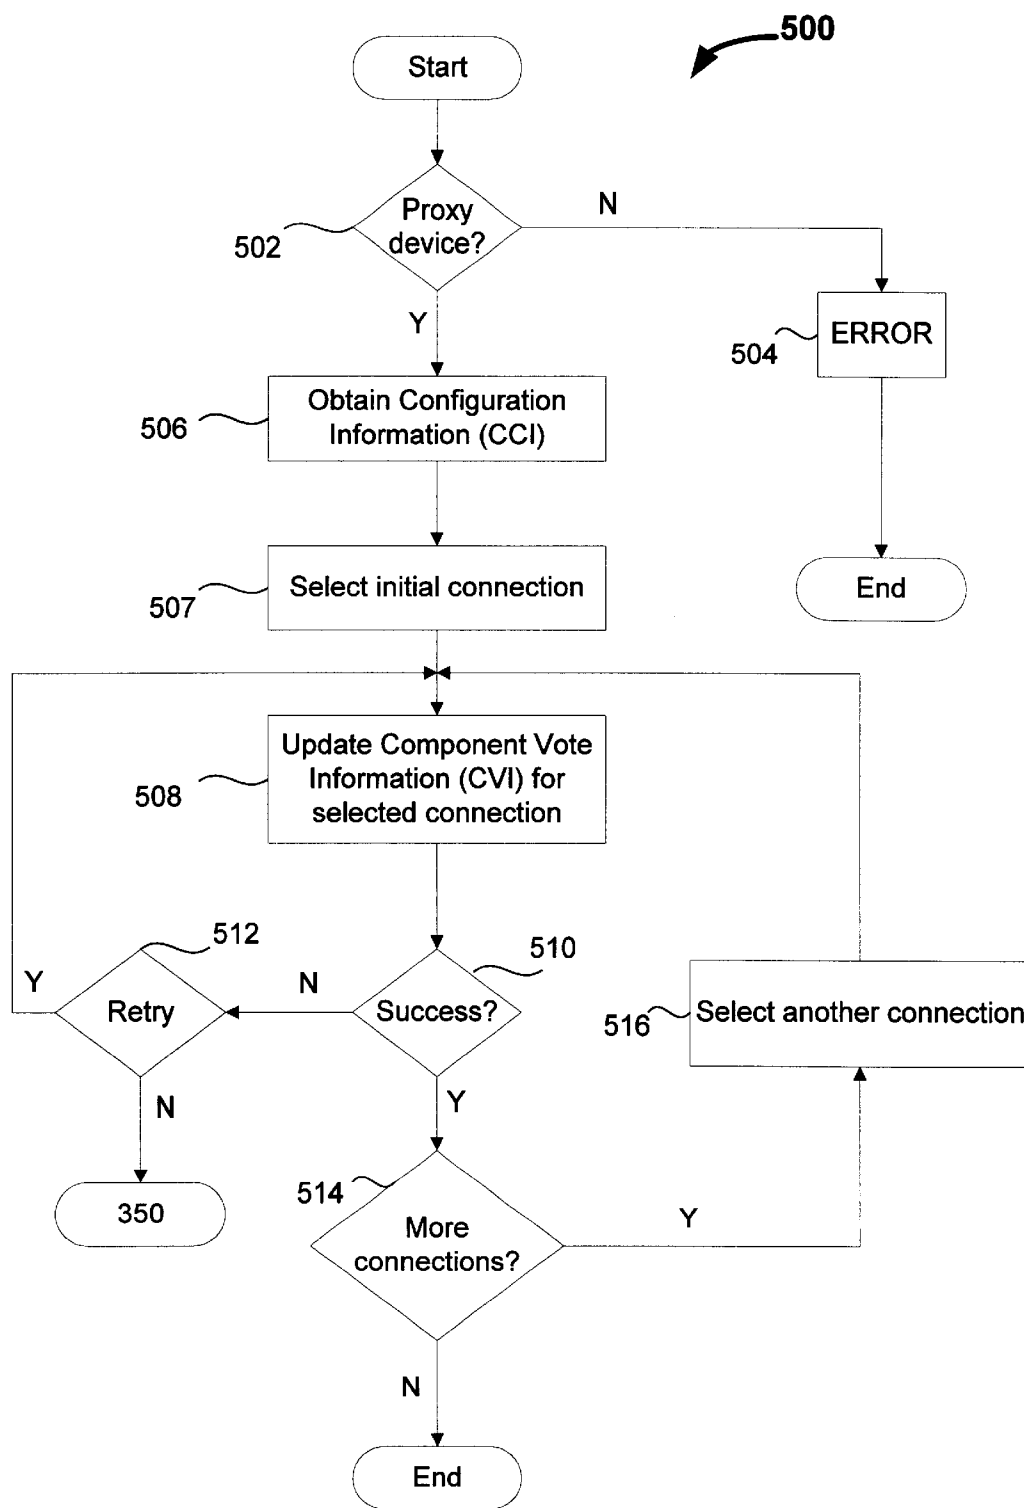 500
Start
Proxy
device?
502
N
Y
ERROR
504
Obtain Configuration
Information (CCI)
506
Select initial connection
507
End
Update Component Vote
Information (CVI) for
selected connection
508
512
510
Y
Retry
N
Success?
516
Select another connection
N
Y
350
514
More
connections?
Y
N
End